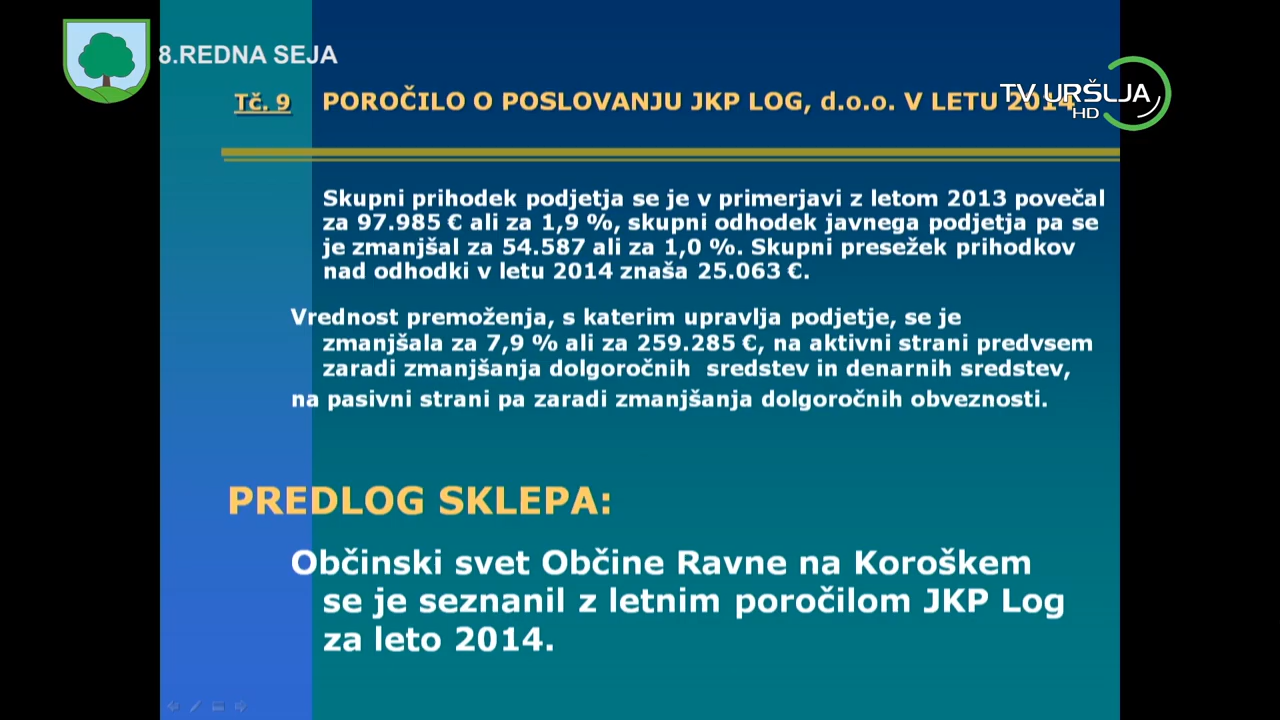 8.REDNA SEJA
TV URŠLJA
HD
Tč. 9 POROČILO O POSLOVANJU JKP LOG, d.o.o. V LETU 2014
Skupni prihodek podjetja se je v primerjavi z letom 2013 povečal
za 97.985 € ali za 1,9 %, skupni odhodek javnega podjetja pa se
je zmanjšal za 54.587 ali za 1,0 %. Skupni presežek prihodkov
nad odhodki v letu 2014 znaša 25.063 €.
Vrednost premoženja, s katerim upravlja podjetje, se je
zmanjšala za 7,9 % ali za 259.285 €, na aktivni strani predvsem
zaradi zmanjšanja dolgoročnih sredstev in denarnih sredstev,
na pasivni strani pa zaradi zmanjšanja dolgoročnih obveznosti.
PREDLOG SKLEPA:
Občinski svet Občine Ravne na Koroškem
se je seznanil z letnim poročilom JKP Log
za leto 2014.